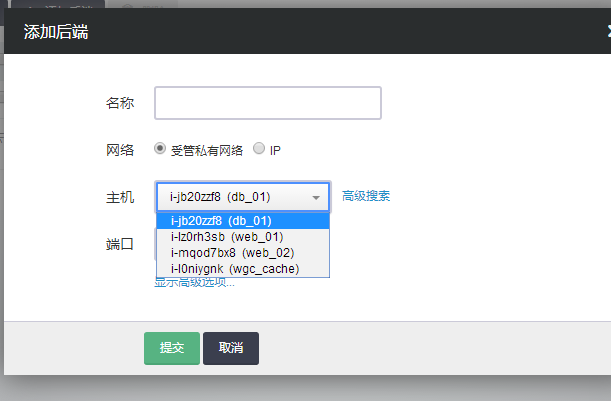 添加后端
名称
网络 受管私有网络 IP
主机 i-jb20zzf8 (db_01) 高级搜索
i-jb20zzf8 (db_01)
i-lz0rh3sb (web_01)
端口
i-mqod7bx8 (web_02)
i-l0niygnk (wgc_cache)
显示高级选项...
提交 取消